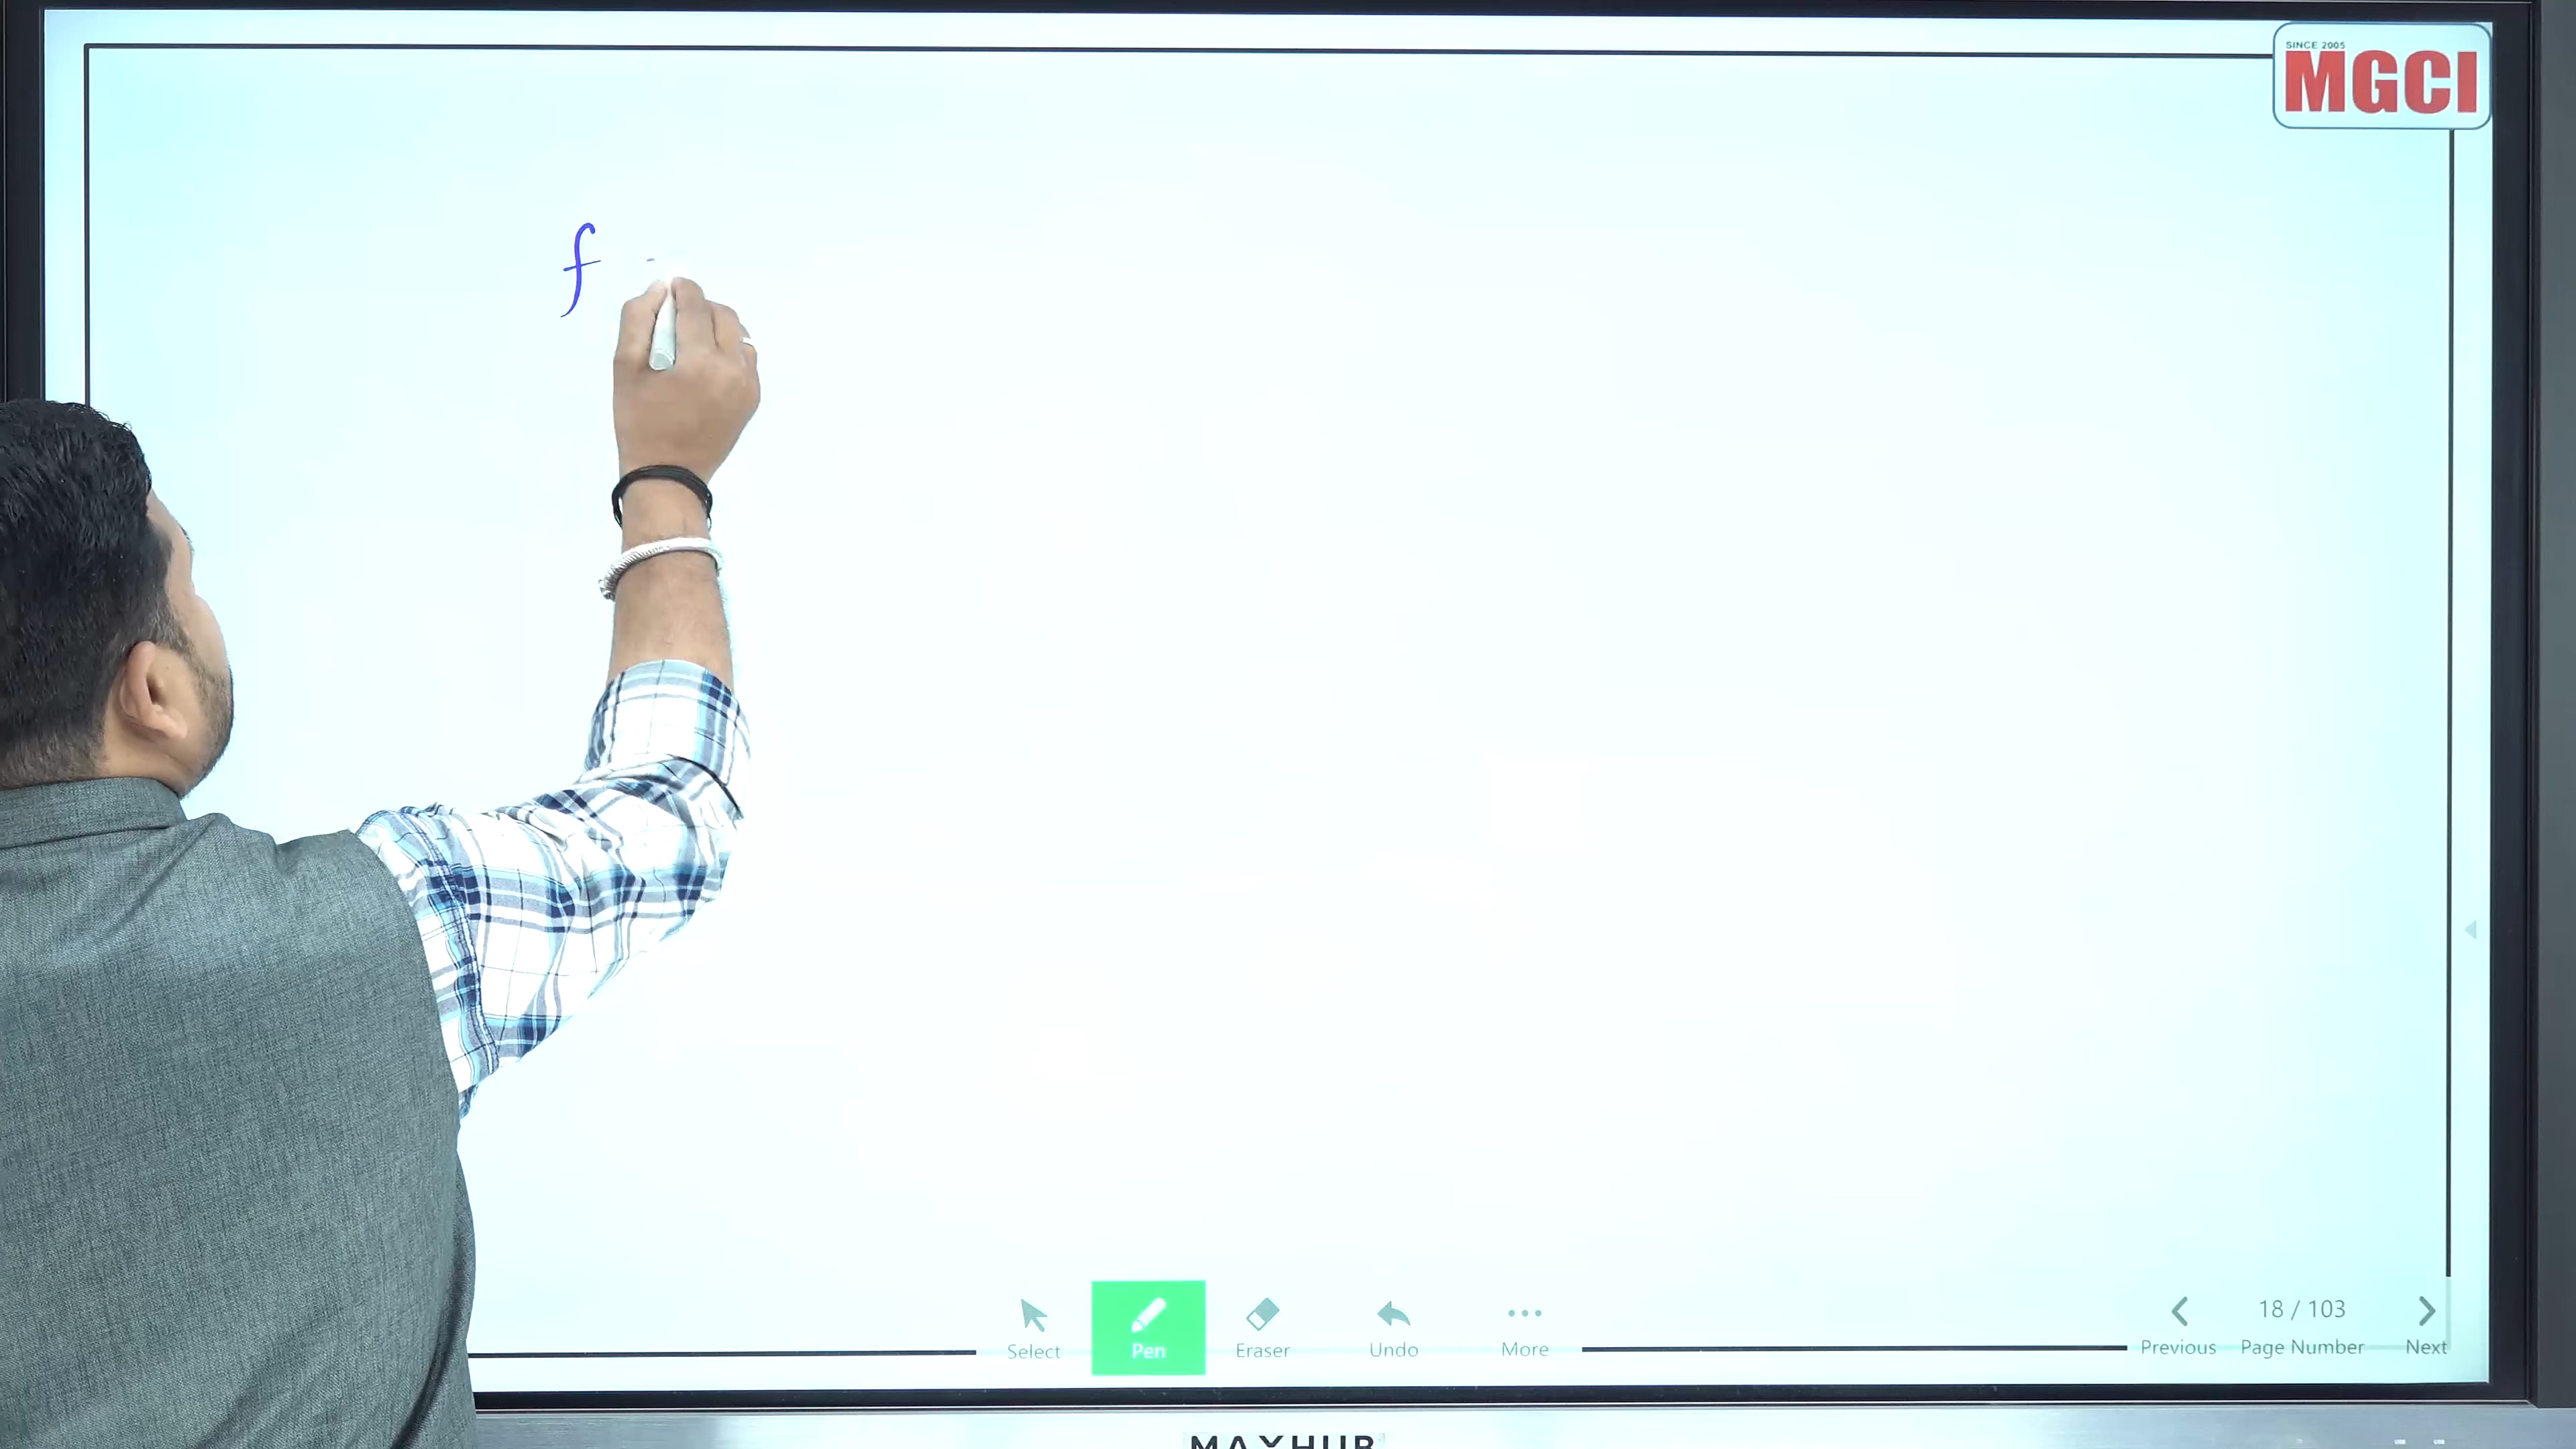 SINCE 2005
MGCI
f -
Select
Pen
Eraser
Undo
More
18 / 103
Previous
Page Number
Next
MAXHUB